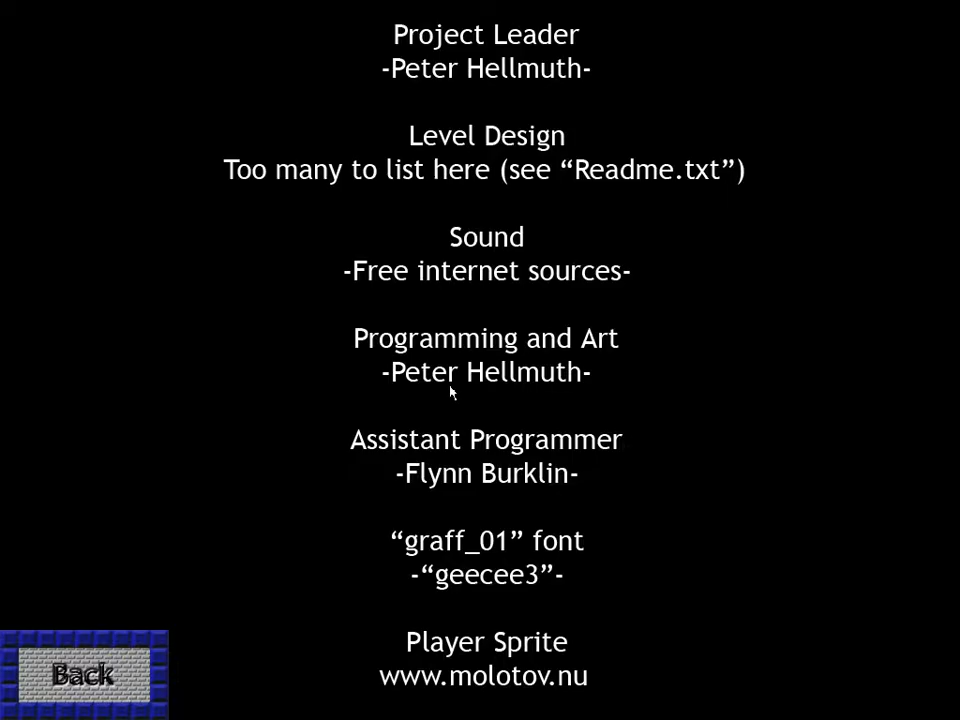 Project Leader
-Peter Hellmuth-
Level Design
Too many to list here (see “Readme.txt”)
Sound
-Free internet sources-
Programming and Art
-Peter Hellmuth-
Assistant Programmer
-Flynn Burklin-
“graff_01” font
-“geecee3”-
Player Sprite
www.molotov.nu
Back